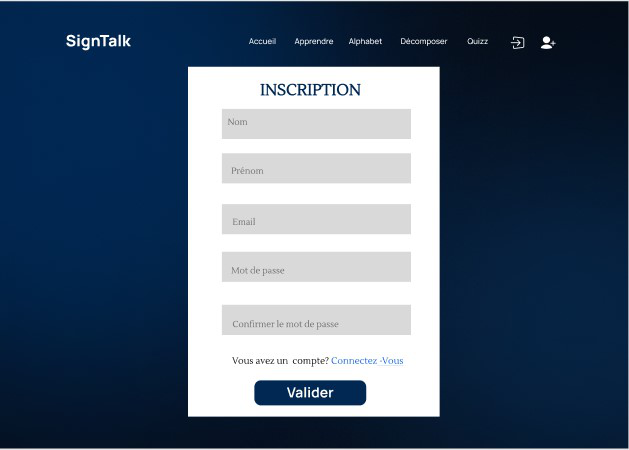 SignTalk
Accueil Apprendre Alphabet Décomposer Quizz
INSCRIPTION
Nom
Prénom
Email
Mot de passe
Confirmer le mot de passe
Vous avez un compte? Connectez -Vous
Valider